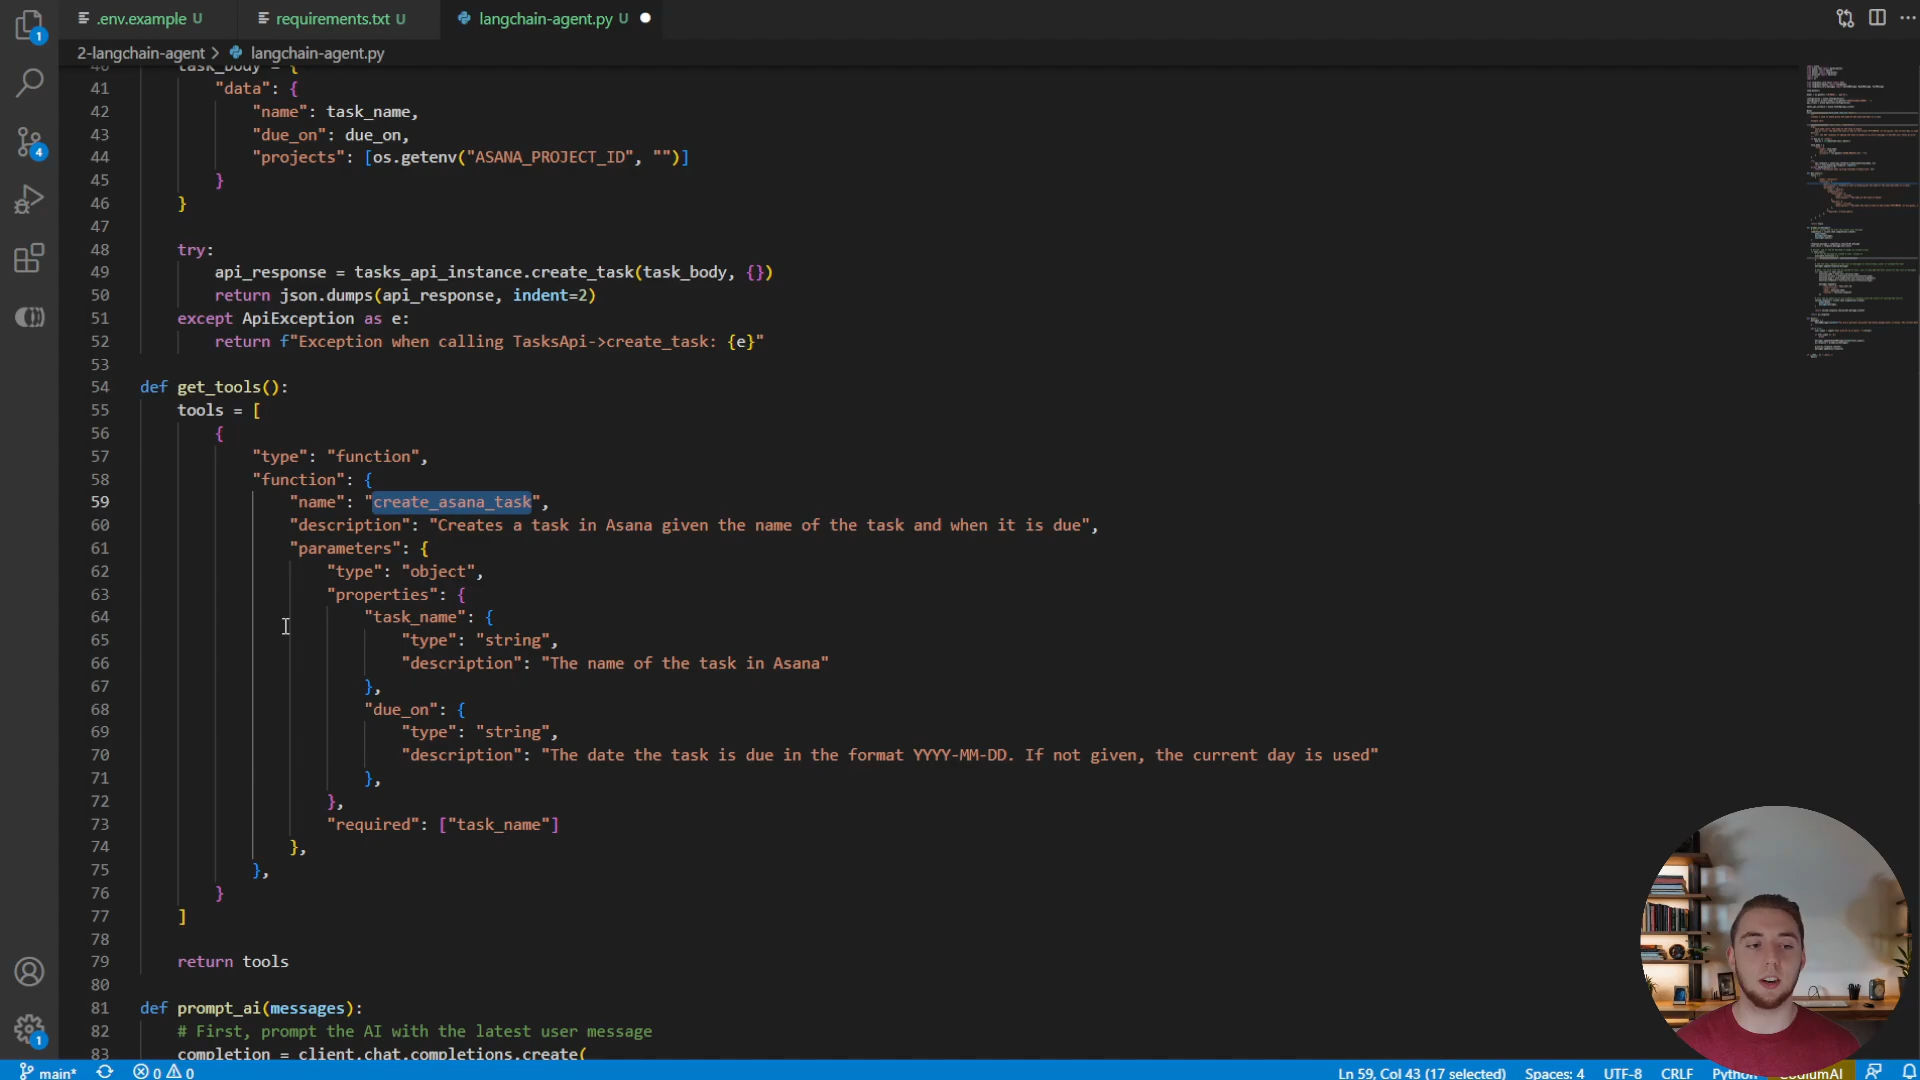 .env.example U
requirements.txt U
langchain-agent.py U
2-langchain-agent > langchain-agent.py
40 task_body = {
41 "data": {
42 "name": task_name,
43 "due_on": due_on,
44 "projects": [os.getenv("ASANA_PROJECT_ID", "")]
45 }
46 }
47
48 try:
49 api_response = tasks_api_instance.create_task(task_body, {})
50 return json.dumps(api_response, indent=2)
51 except ApiException as e:
52 return f"Exception when calling TasksApi->create_task: {e}"
53
54 def get_tools():
55 tools = [
56 {
57 "type": "function",
58 "function": {
59 "name": "create_asana_task",
60 "description": "Creates a task in Asana given the name of the task and when it is due",
61 "parameters": {
62 "type": "object",
63 "properties": {
64 "task_name": {
65 "type": "string",
66 "description": "The name of the task in Asana"
67 },
68 "due_on": {
69 "type": "string",
70 "description": "The date the task is due in the format YYYY-MM-DD. If not given, the current day is used"
71 },
72 },
73 "required": ["task_name"]
74 },
75 },
76 }
77 ]
78
79 return tools
80
81 def prompt_ai(messages):
82 # First, prompt the AI with the latest user message
83 completion = client.chat.completions.create(
1
4
1
main* 0 0 Ln 59, Col 43 (17 selected) Spaces: 4 UTF-8 CRLF Python CodiumAI